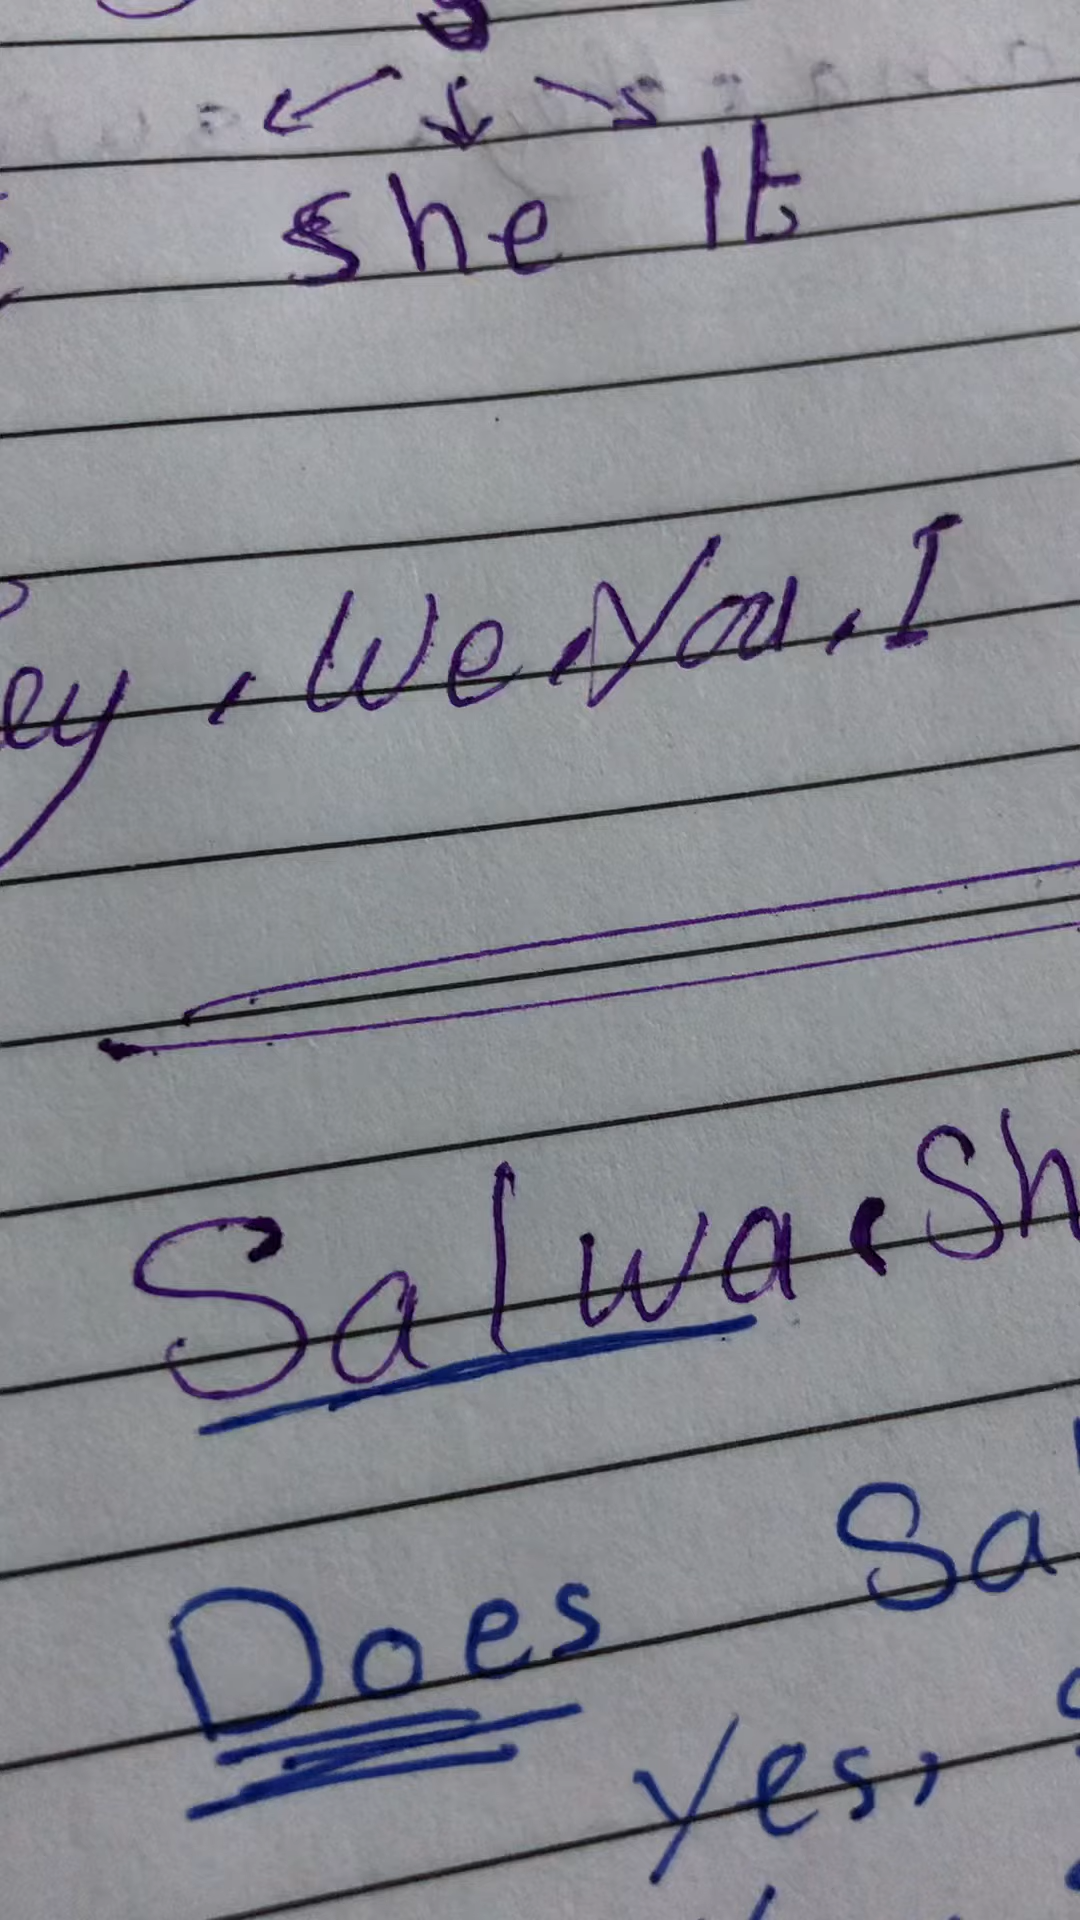 she It
ey, We, You, I
Salwa, Sh
Does Sa
Yes,